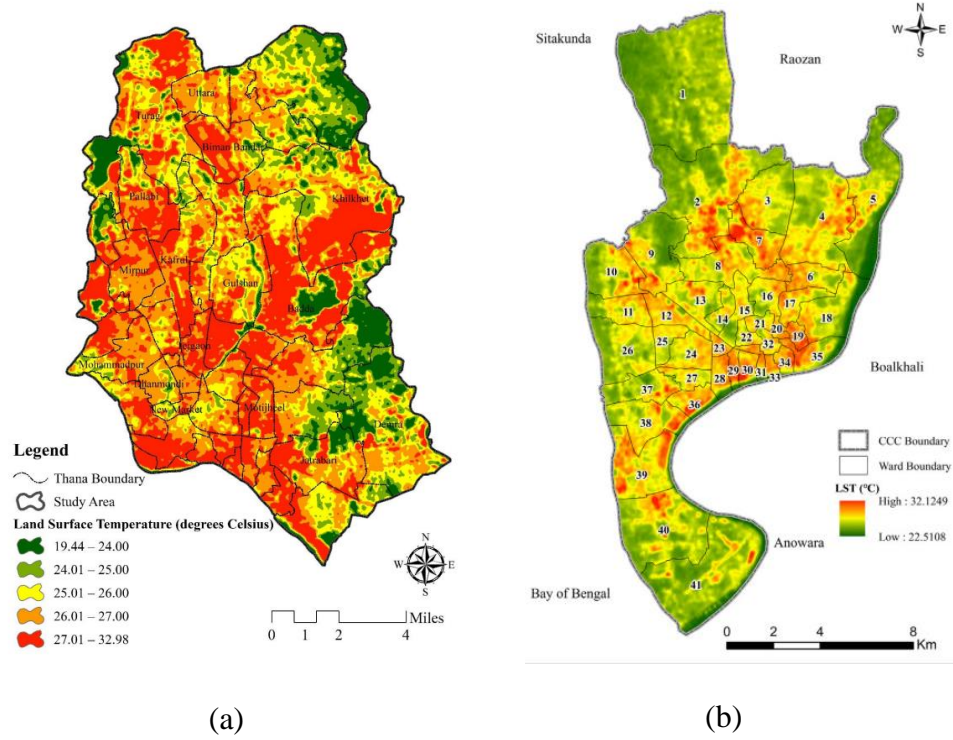 Uttara
Turag
Biman Bandar
Pallabi
Khilkhet
Mirpur
Kafrul
Gulshan
Badda
Tejgaon
Mohammadpur
Dhanmondi
New Market
Motijheel
Demra
Jatrabari
Legend
Thana Boundary
Study Area
Land Surface Temperature (degrees Celsius)
19.44 – 24.00
24.01 – 25.00
25.01 – 26.00
26.01 – 27.00
27.01 – 32.98
N
W E
S
Miles
0 1 2 4
(a)
N
W E
S
Sitakunda
Raozan
1
2
3
4
5
7
9
8
10
6
13
16
17
11
12
15
14
18
21
20
19
22
32
26
25
24
23
35
34
27
28
29
30
31
33
37
36
38
39
40
41
Boalkhali
CCC Boundary
Ward Boundary
LST (°C)
High : 32.1249
Low : 22.5108
Anowara
Bay of Bengal
0 2 4 8
Km
(b)